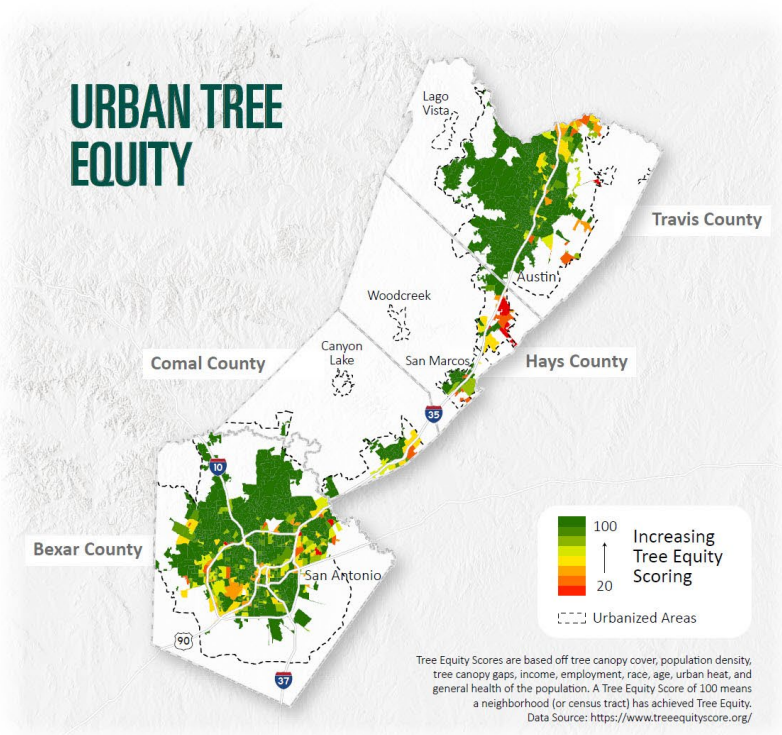 URBAN TREE
EQUITY
Lago
Vista
Travis County
Austin
Woodcreek
Comal County
Canyon
Lake
San Marcos
Hays County
35
10
Bexar County
San Antonio
90
37
100
20
Increasing
Tree Equity
Scoring
Urbanized Areas
Tree Equity Scores are based off tree canopy cover, population density,
tree canopy gaps, income, employment, race, age, urban heat, and
general health of the population. A Tree Equity Score of 100 means
a neighborhood (or census tract) has achieved Tree Equity.
Data Source: https://www.treeequityscore.org/